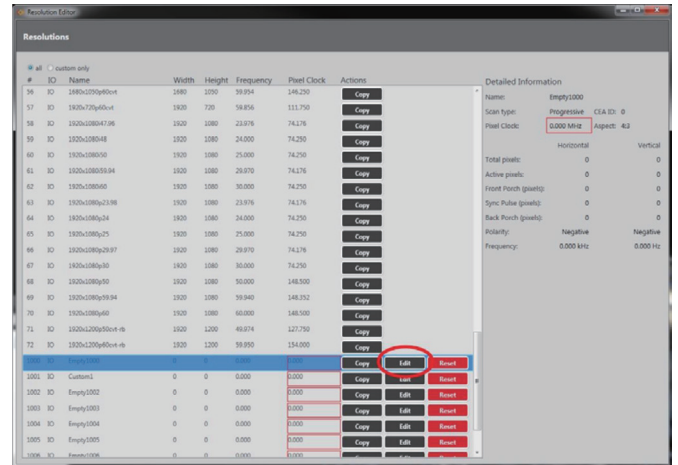 Resolution Editor
Resolutions
all custom only
# IO Name Width Height Frequency Pixel Clock Actions
56 IO 1680x1050p60cvt 1680 1050 59.954 146.250 Copy
57 IO 1920x720p60cvt 1920 720 59.856 111.750 Copy
58 IO 1920x1080i47.96 1920 1080 23.976 74.176 Copy
59 IO 1920x1080i48 1920 1080 24.000 74.250 Copy
60 IO 1920x1080i50 1920 1080 25.000 74.250 Copy
61 IO 1920x1080i59.94 1920 1080 29.970 74.176 Copy
62 IO 1920x1080i60 1920 1080 30.000 74.250 Copy
63 IO 1920x1080p23.98 1920 1080 23.976 74.176 Copy
64 IO 1920x1080p24 1920 1080 24.000 74.250 Copy
65 IO 1920x1080p25 1920 1080 25.000 74.250 Copy
66 IO 1920x1080p29.97 1920 1080 29.970 74.176 Copy
67 IO 1920x1080p30 1920 1080 30.000 74.250 Copy
68 IO 1920x1080p50 1920 1080 50.000 148.500 Copy
69 IO 1920x1080p59.94 1920 1080 59.940 148.352 Copy
70 IO 1920x1080p60 1920 1080 60.000 148.500 Copy
71 IO 1920x1200p50cvt-rb 1920 1200 49.974 127.750 Copy
72 IO 1920x1200p60cvt-rb 1920 1200 59.950 154.000 Copy
1000 IO Empty1000 0 0 0.000 0.000 Copy Edit Reset
1001 IO Custom1 0 0 0.000 0.000 Copy Edit Reset
1002 IO Empty1002 0 0 0.000 0.000 Copy Edit Reset
1003 IO Empty1003 0 0 0.000 0.000 Copy Edit Reset
1004 IO Empty1004 0 0 0.000 0.000 Copy Edit Reset
1005 IO Empty1005 0 0 0.000 0.000 Copy Edit Reset
1006 IO Empty1006 0 0 0.000 0.000 Copy Edit Reset
Detailed Information
Name: Empty1000
Scan type: Progressive CEA ID: 0
Pixel Clock: 0.000 MHz Aspect: 4:3
Horizontal Vertical
Total pixels: 0 0
Active pixels: 0 0
Front Porch (pixels): 0 0
Sync Pulse (pixels): 0 0
Back Porch (pixels): 0 0
Polarity: Negative Negative
Frequency: 0.000 kHz 0.000 Hz